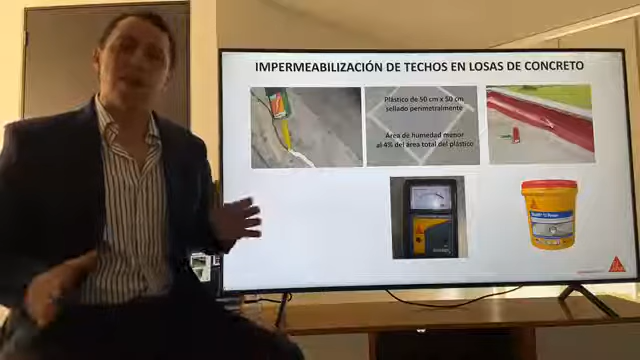 IMPERMEABILIZACIÓN DE TECHOS EN LOSAS DE CONCRETO
Plástico de 50 cm x 50 cm
sellado perimetralmente
Área de humedad menor
al 4% del área total del plástico